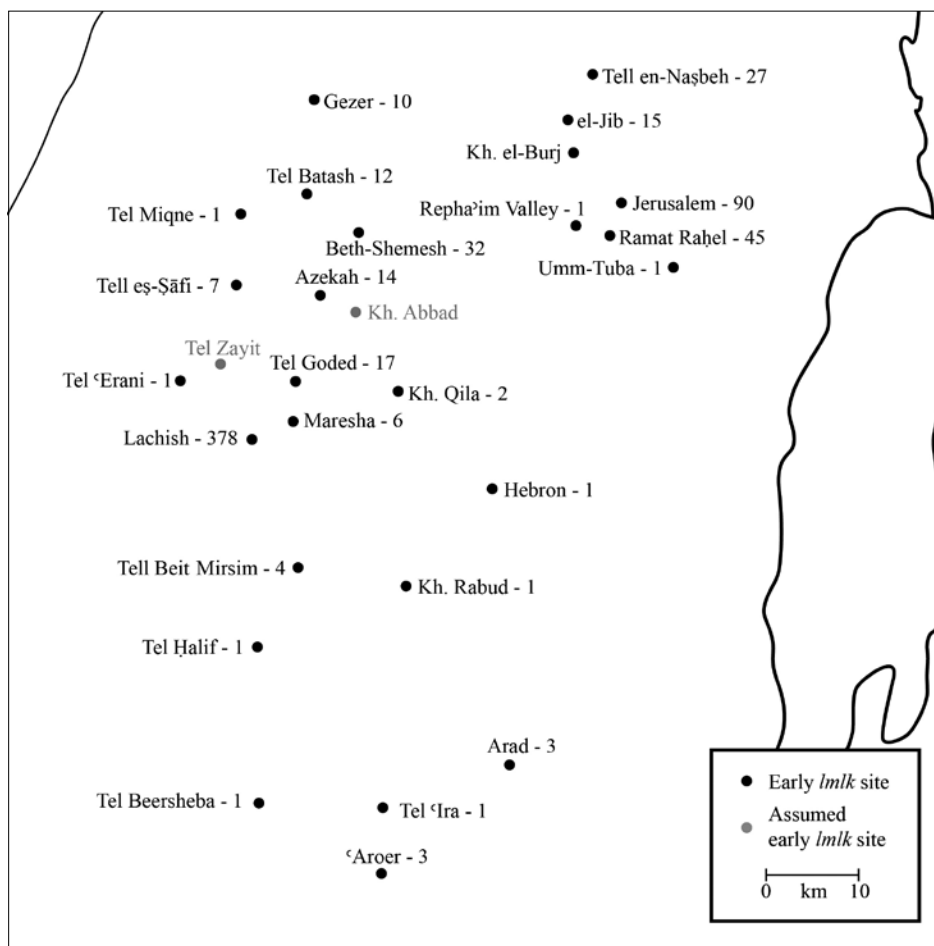 Tell en-Naṣbeh - 27
Gezer - 10
el-Jib - 15
Kh. el-Burj
Tel Batash - 12
Jerusalem - 90
Tel Miqne - 1
Rephaʾim Valley - 1
Ramat Raḥel - 45
Beth-Shemesh - 32
Umm-Tuba - 1
Azekah - 14
Tell eṣ-Ṣāfī - 7
Kh. Abbad
Tel Zayit
Tel Goded - 17
Tel ʿErani - 1
Kh. Qila - 2
Maresha - 6
Lachish - 378
Hebron - 1
Tell Beit Mirsim - 4
Kh. Rabud - 1
Tel Ḥalif - 1
Arad - 3
Tel Beersheba - 1
Tel ʿIra - 1
ʿAroer - 3
Early lmlk site
Assumed
early lmlk site
0 km 10